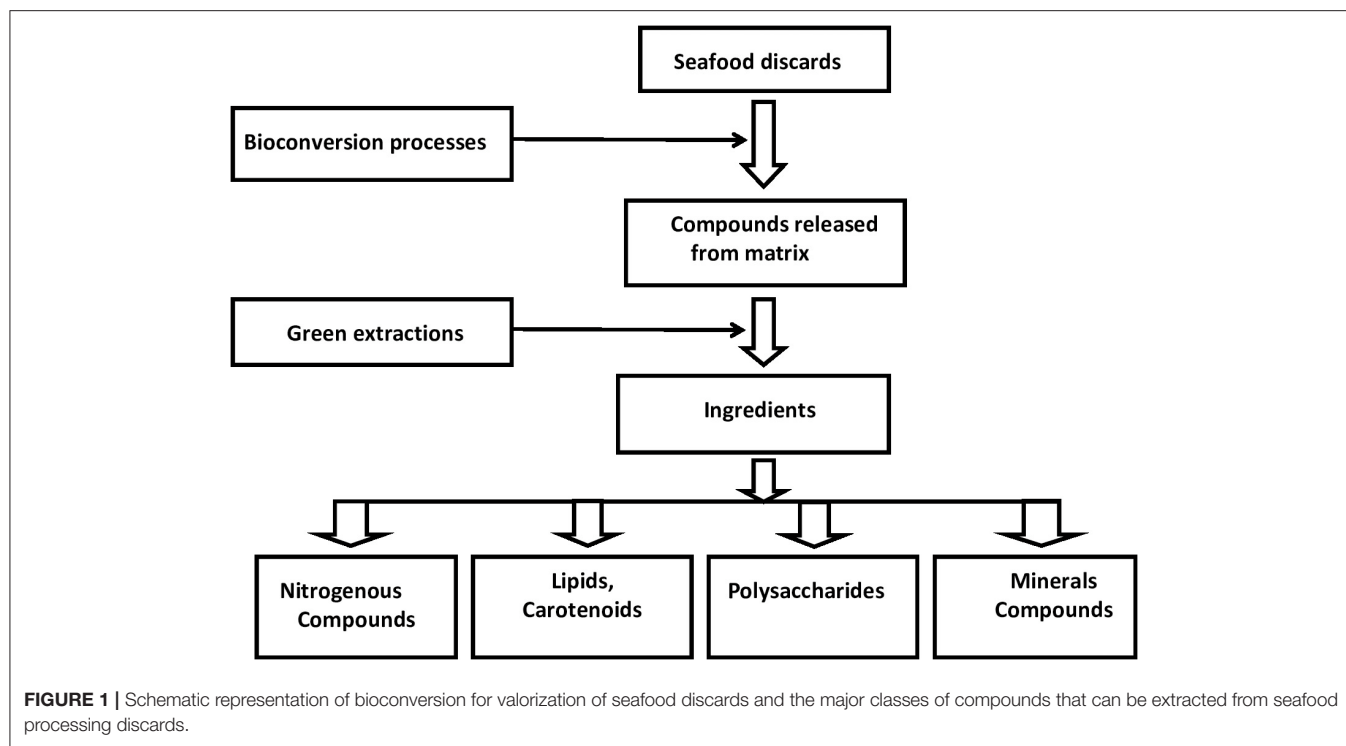 Seafood discards
Bioconversion processes
Compounds released
from matrix
Green extractions
Ingredients
Nitrogenous
Compounds
Lipids,
Carotenoids
Polysaccharides
Minerals
Compounds
FIGURE 1 | Schematic representation of bioconversion for valorization of seafood discards and the major classes of compounds that can be extracted from seafood
processing discards.